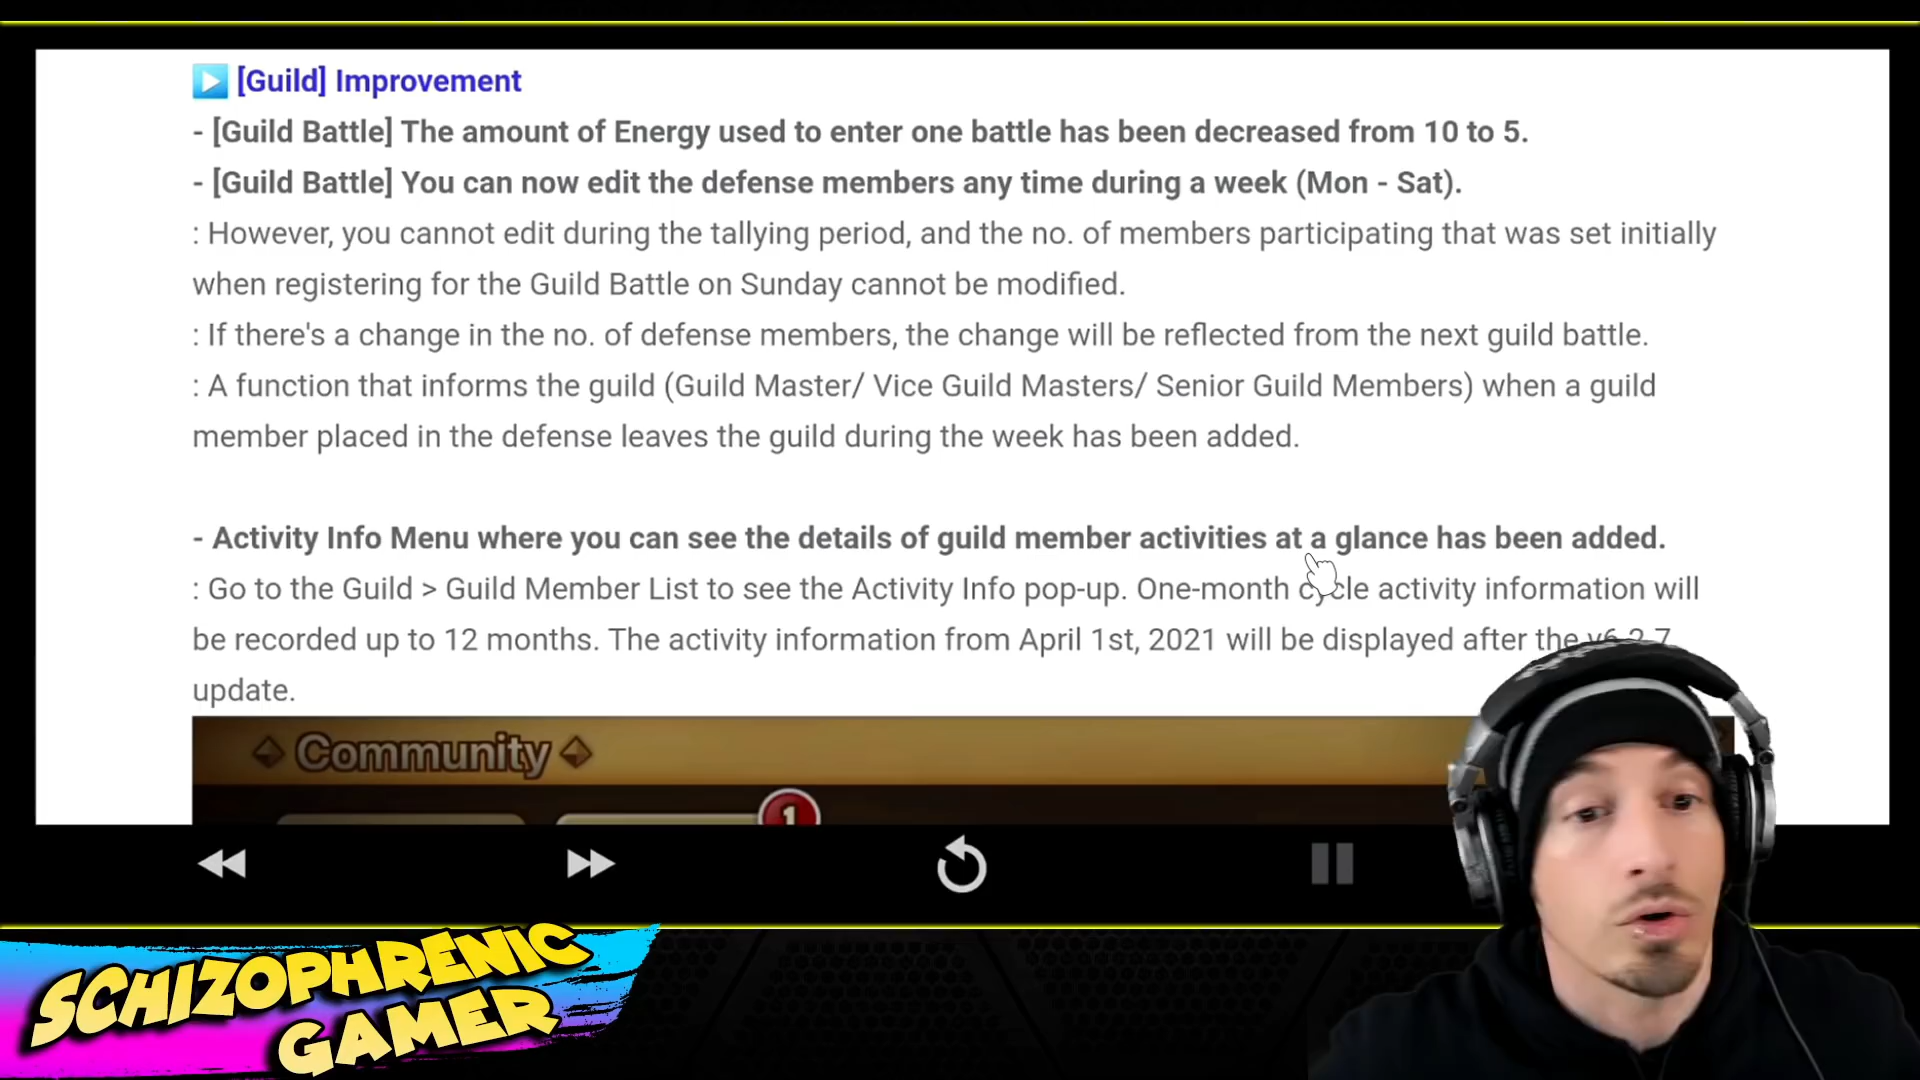 [Guild] Improvement
- [Guild Battle] The amount of Energy used to enter one battle has been decreased from 10 to 5.
- [Guild Battle] You can now edit the defense members any time during a week (Mon - Sat).
: However, you cannot edit during the tallying period, and the no. of members participating that was set initially
when registering for the Guild Battle on Sunday cannot be modified.
: If there's a change in the no. of defense members, the change will be reflected from the next guild battle.
: A function that informs the guild (Guild Master/ Vice Guild Masters/ Senior Guild Members) when a guild
member placed in the defense leaves the guild during the week has been added.
- Activity Info Menu where you can see the details of guild member activities at a glance has been added.
: Go to the Guild > Guild Member List to see the Activity Info pop-up. One-month cycle activity information will
be recorded up to 12 months. The activity information from April 1st, 2021 will be displayed after the v6.2.7
update.
Community
1
SCHIZOPHRENIC
GAMER